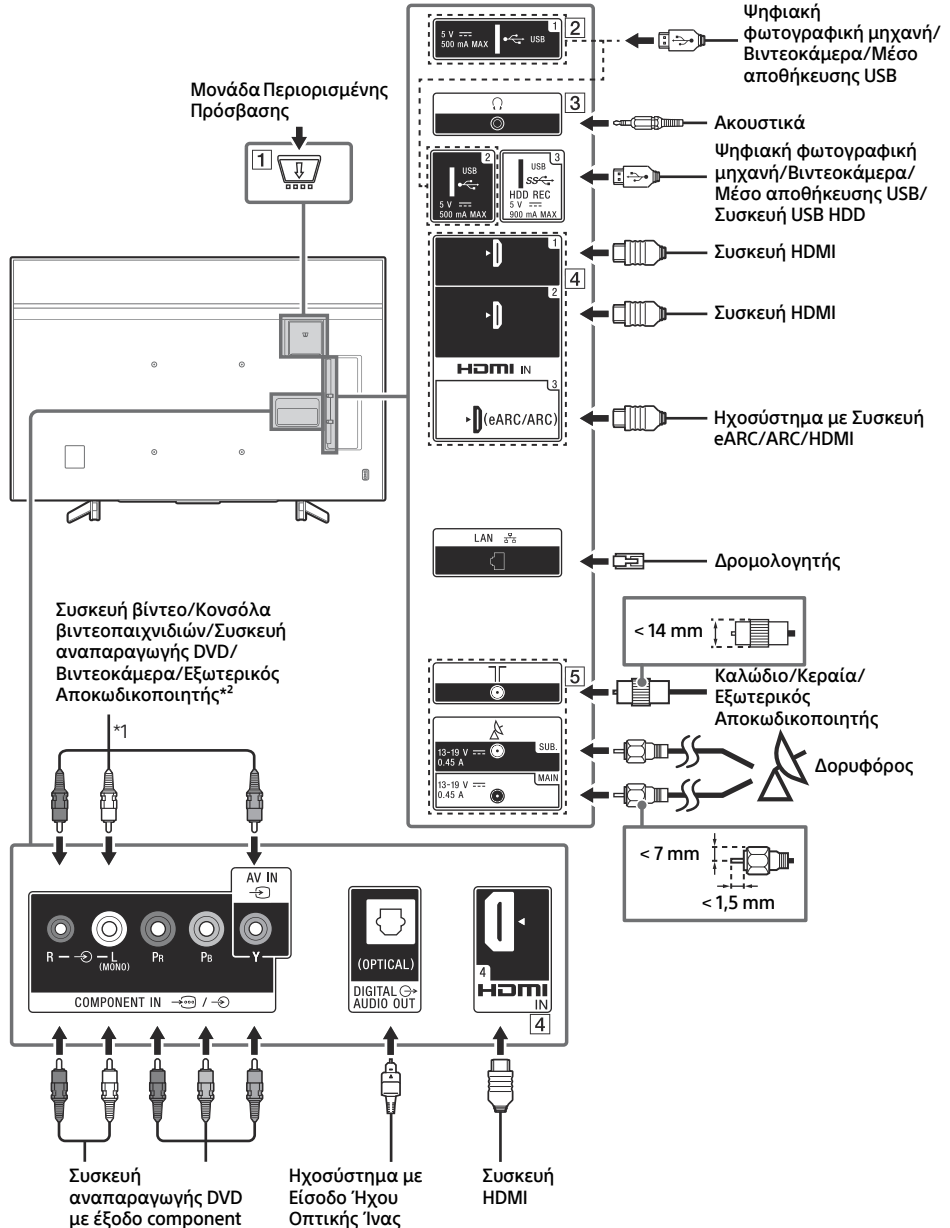 Ψηφιακή
φωτογραφική μηχανή/
Βιντεοκάμερα/Μέσο
αποθήκευσης USB
5 V
500 mA MAX
USB
1
2
Μονάδα Περιορισμένης
Πρόσβασης
1
3
Ακουστικά
2
USB
5 V
500 mA MAX
3
USB
SS
HDD REC
5 V
900 mA MAX
Ψηφιακή φωτογραφική
μηχανή/Βιντεοκάμερα/
Μέσο αποθήκευσης USB/
Συσκευή USB HDD
1
Συσκευή HDMI
4
2
Συσκευή HDMI
HDMI IN
3
(eARC/ARC)
Ηχοσύστημα με Συσκευή
eARC/ARC/HDMI
LAN
Δρομολογητής
Συσκευή βίντεο/Κονσόλα
βιντεοπαιχνιδιών/Συσκευή
αναπαραγωγής DVD/
Βιντεοκάμερα/Εξωτερικός
Αποκωδικοποιητής*2
*1
< 14 mm
5
Καλώδιο/Κεραία/
Εξωτερικός
Αποκωδικοποιητής
13-19 V
0.45 A
SUB.
13-19 V
0.45 A
MAIN
Δορυφόρος
< 7 mm
< 1,5 mm
AV IN
R
L
(MONO)
PR
PB
Y
COMPONENT IN /
(OPTICAL)
DIGITAL
AUDIO OUT
4
HDMI
IN
4
Συσκευή
αναπαραγωγής DVD
με έξοδο component
Ηχοσύστημα με
Είσοδο Ήχου
Οπτικής Ίνας
Συσκευή
HDMI